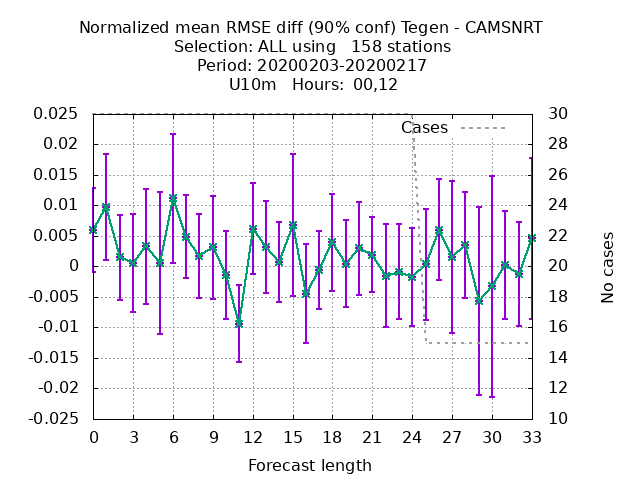 Normalized mean RMSE diff (90% conf) Tegen - CAMSNRT
Selection: ALL using 158 stations
Period: 20200203-20200217
U10m Hours: 00,12
Cases
0.025 30
0.02 28
0.015 26
0.01 24
0.005 22
0 20
-0.005 18
-0.01 16
-0.015 14
-0.02 12
-0.025 10
No cases
0 3 6 9 12 15 18 21 24 27 30 33
Forecast length